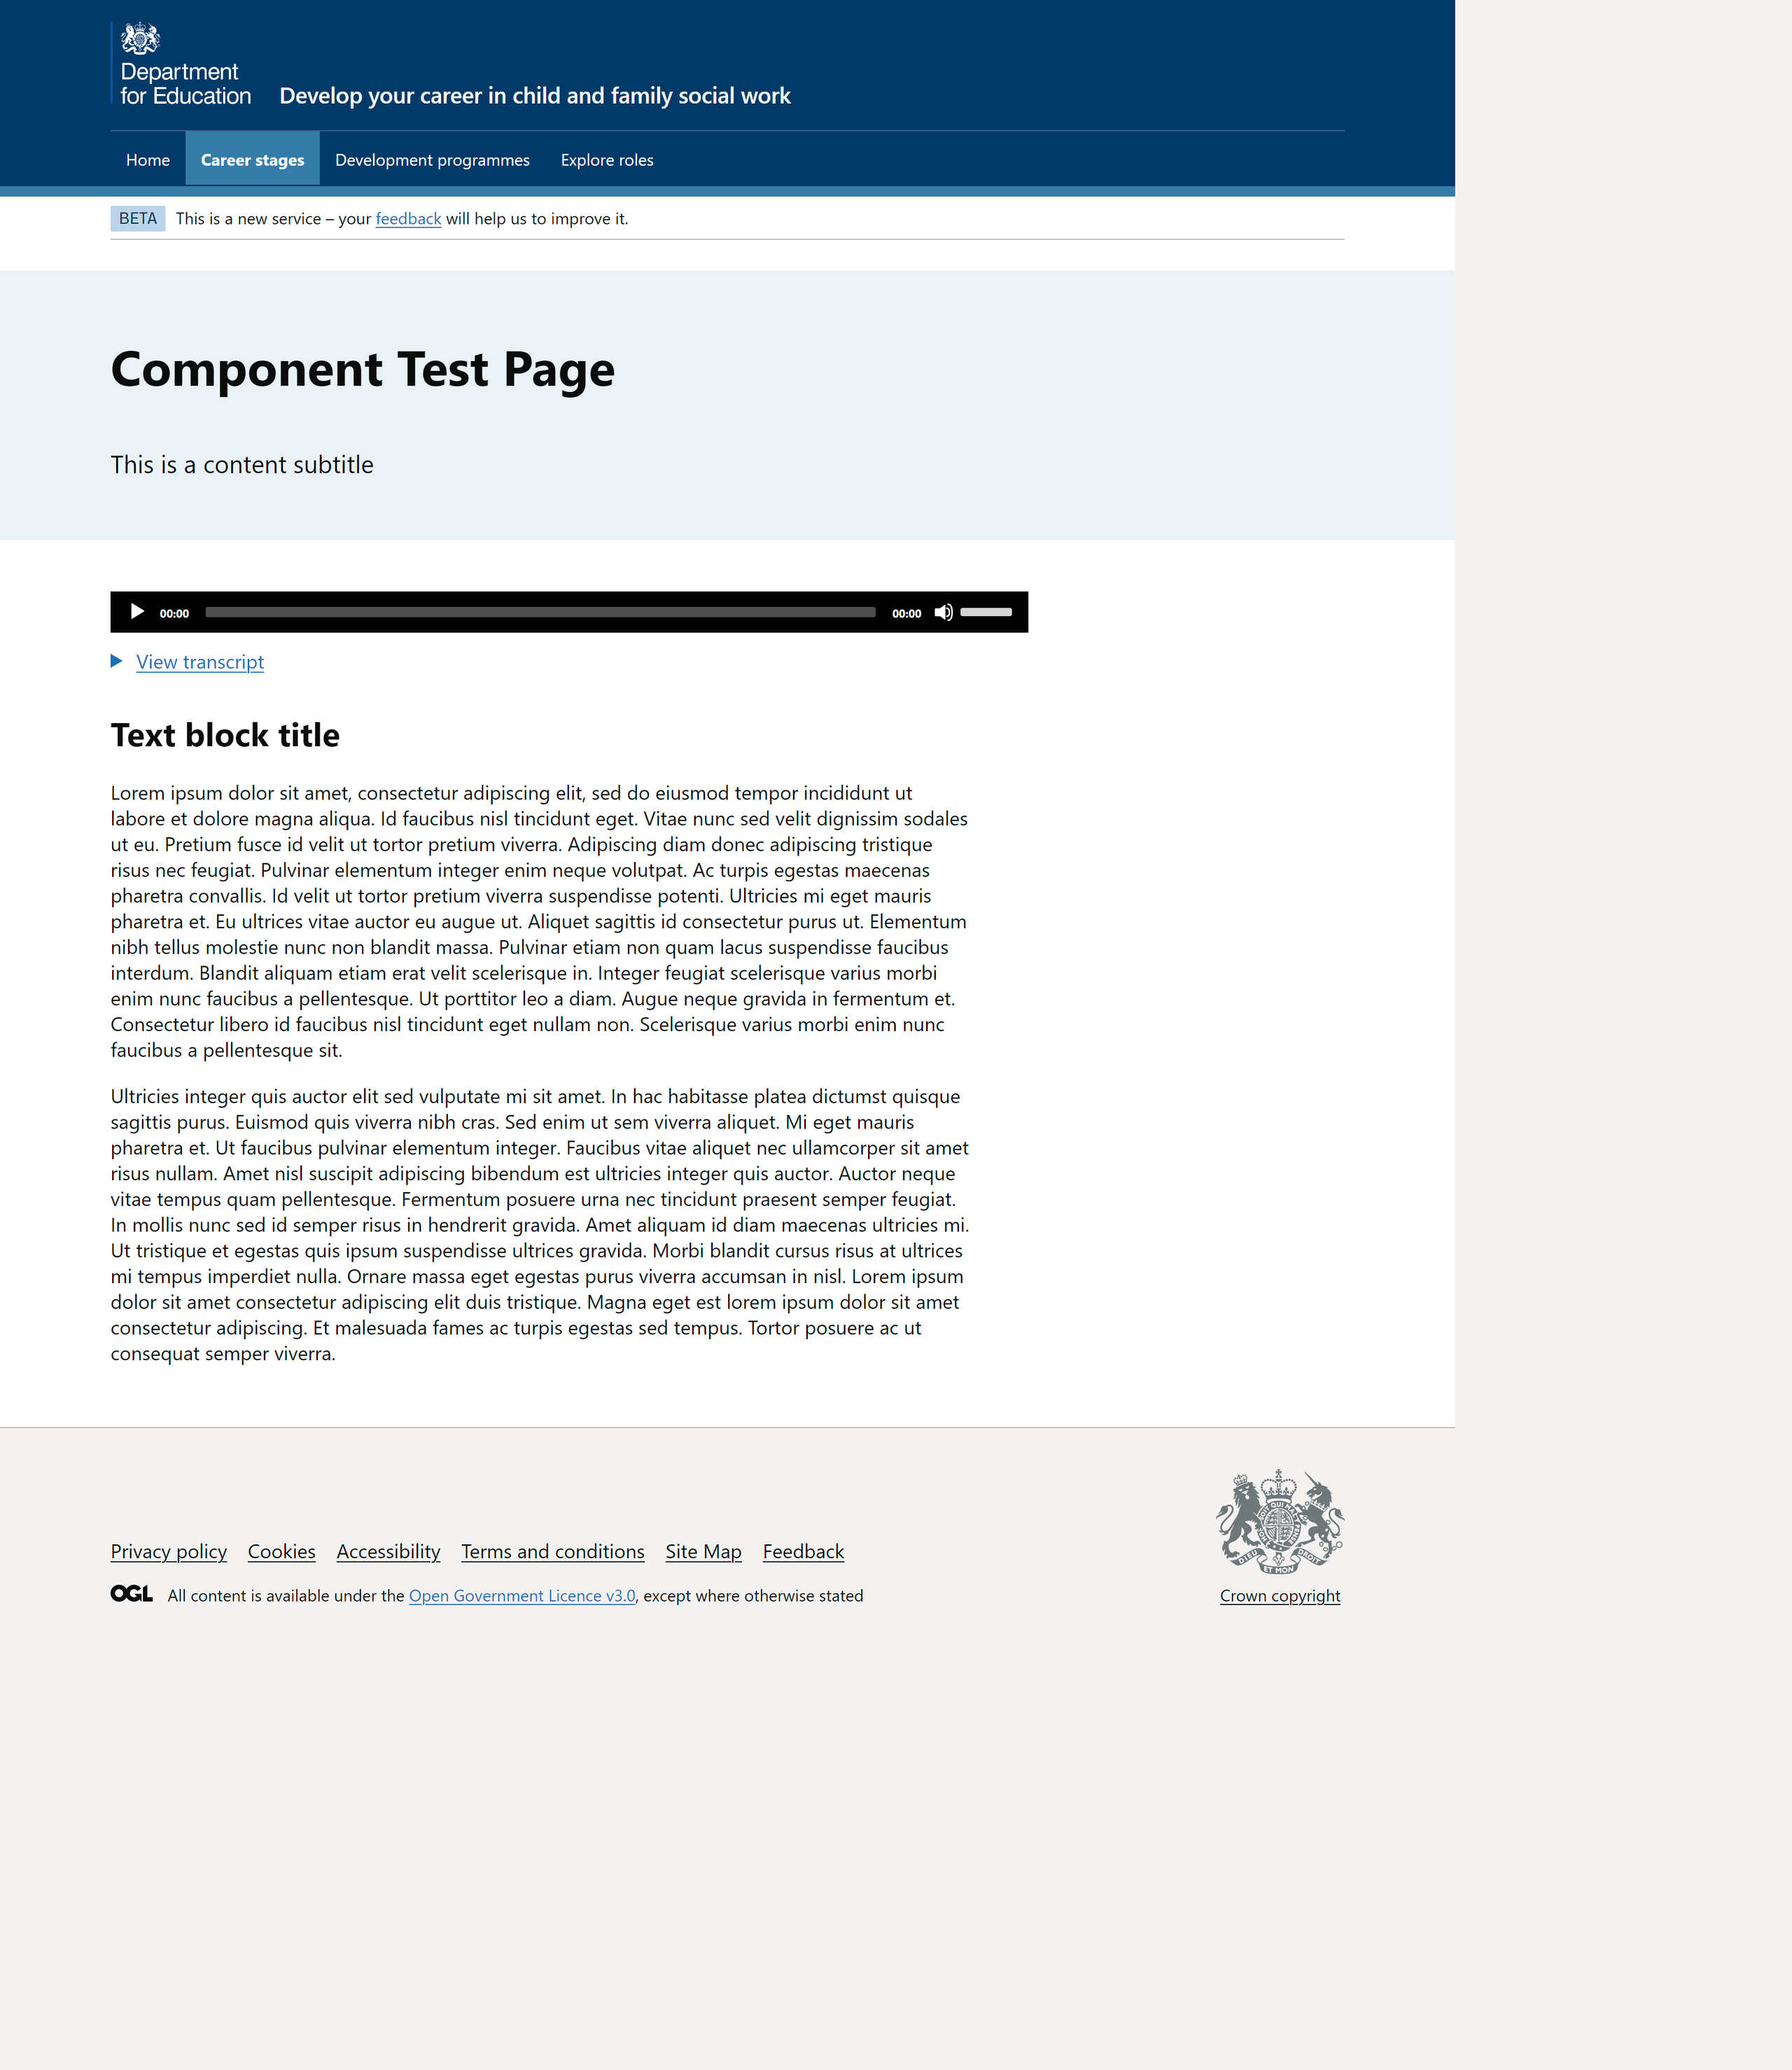 Department
for Education
Develop your career in child and family social work
Home Career stages Development programmes Explore roles
BETA This is a new service – your feedback will help us to improve it.
Component Test Page
This is a content subtitle
00:00 00:00
View transcript
Text block title
Lorem ipsum dolor sit amet, consectetur adipiscing elit, sed do eiusmod tempor incididunt ut
labore et dolore magna aliqua. Id faucibus nisl tincidunt eget. Vitae nunc sed velit dignissim sodales
ut eu. Pretium fusce id velit ut tortor pretium viverra. Adipiscing diam donec adipiscing tristique
risus nec feugiat. Pulvinar elementum integer enim neque volutpat. Ac turpis egestas maecenas
pharetra convallis. Id velit ut tortor pretium viverra suspendisse potenti. Ultricies mi eget mauris
pharetra et. Eu ultrices vitae auctor eu augue ut. Aliquet sagittis id consectetur purus ut. Elementum
nibh tellus molestie nunc non blandit massa. Pulvinar etiam non quam lacus suspendisse faucibus
interdum. Blandit aliquam etiam erat velit scelerisque in. Integer feugiat scelerisque varius morbi
enim nunc faucibus a pellentesque. Ut porttitor leo a diam. Augue neque gravida in fermentum et.
Consectetur libero id faucibus nisl tincidunt eget nullam non. Scelerisque varius morbi enim nunc
faucibus a pellentesque sit.
Ultricies integer quis auctor elit sed vulputate mi sit amet. In hac habitasse platea dictumst quisque
sagittis purus. Euismod quis viverra nibh cras. Sed enim ut sem viverra aliquet. Mi eget mauris
pharetra et. Ut faucibus pulvinar elementum integer. Faucibus vitae aliquet nec ullamcorper sit amet
risus nullam. Amet nisl suscipit adipiscing bibendum est ultricies integer quis auctor. Auctor neque
vitae tempus quam pellentesque. Fermentum posuere urna nec tincidunt praesent semper feugiat.
In mollis nunc sed id semper risus in hendrerit gravida. Amet aliquam id diam maecenas ultricies mi.
Ut tristique et egestas quis ipsum suspendisse ultrices gravida. Morbi blandit cursus risus at ultrices
mi tempus imperdiet nulla. Ornare massa eget egestas purus viverra accumsan in nisl. Lorem ipsum
dolor sit amet consectetur adipiscing elit duis tristique. Magna eget est lorem ipsum dolor sit amet
consectetur adipiscing. Et malesuada fames ac turpis egestas sed tempus. Tortor posuere ac ut
consequat semper viverra.
DIEU ET MON DROIT
Privacy policy Cookies Accessibility Terms and conditions Site Map Feedback
OGL All content is available under the Open Government Licence v3.0, except where otherwise stated
Crown copyright